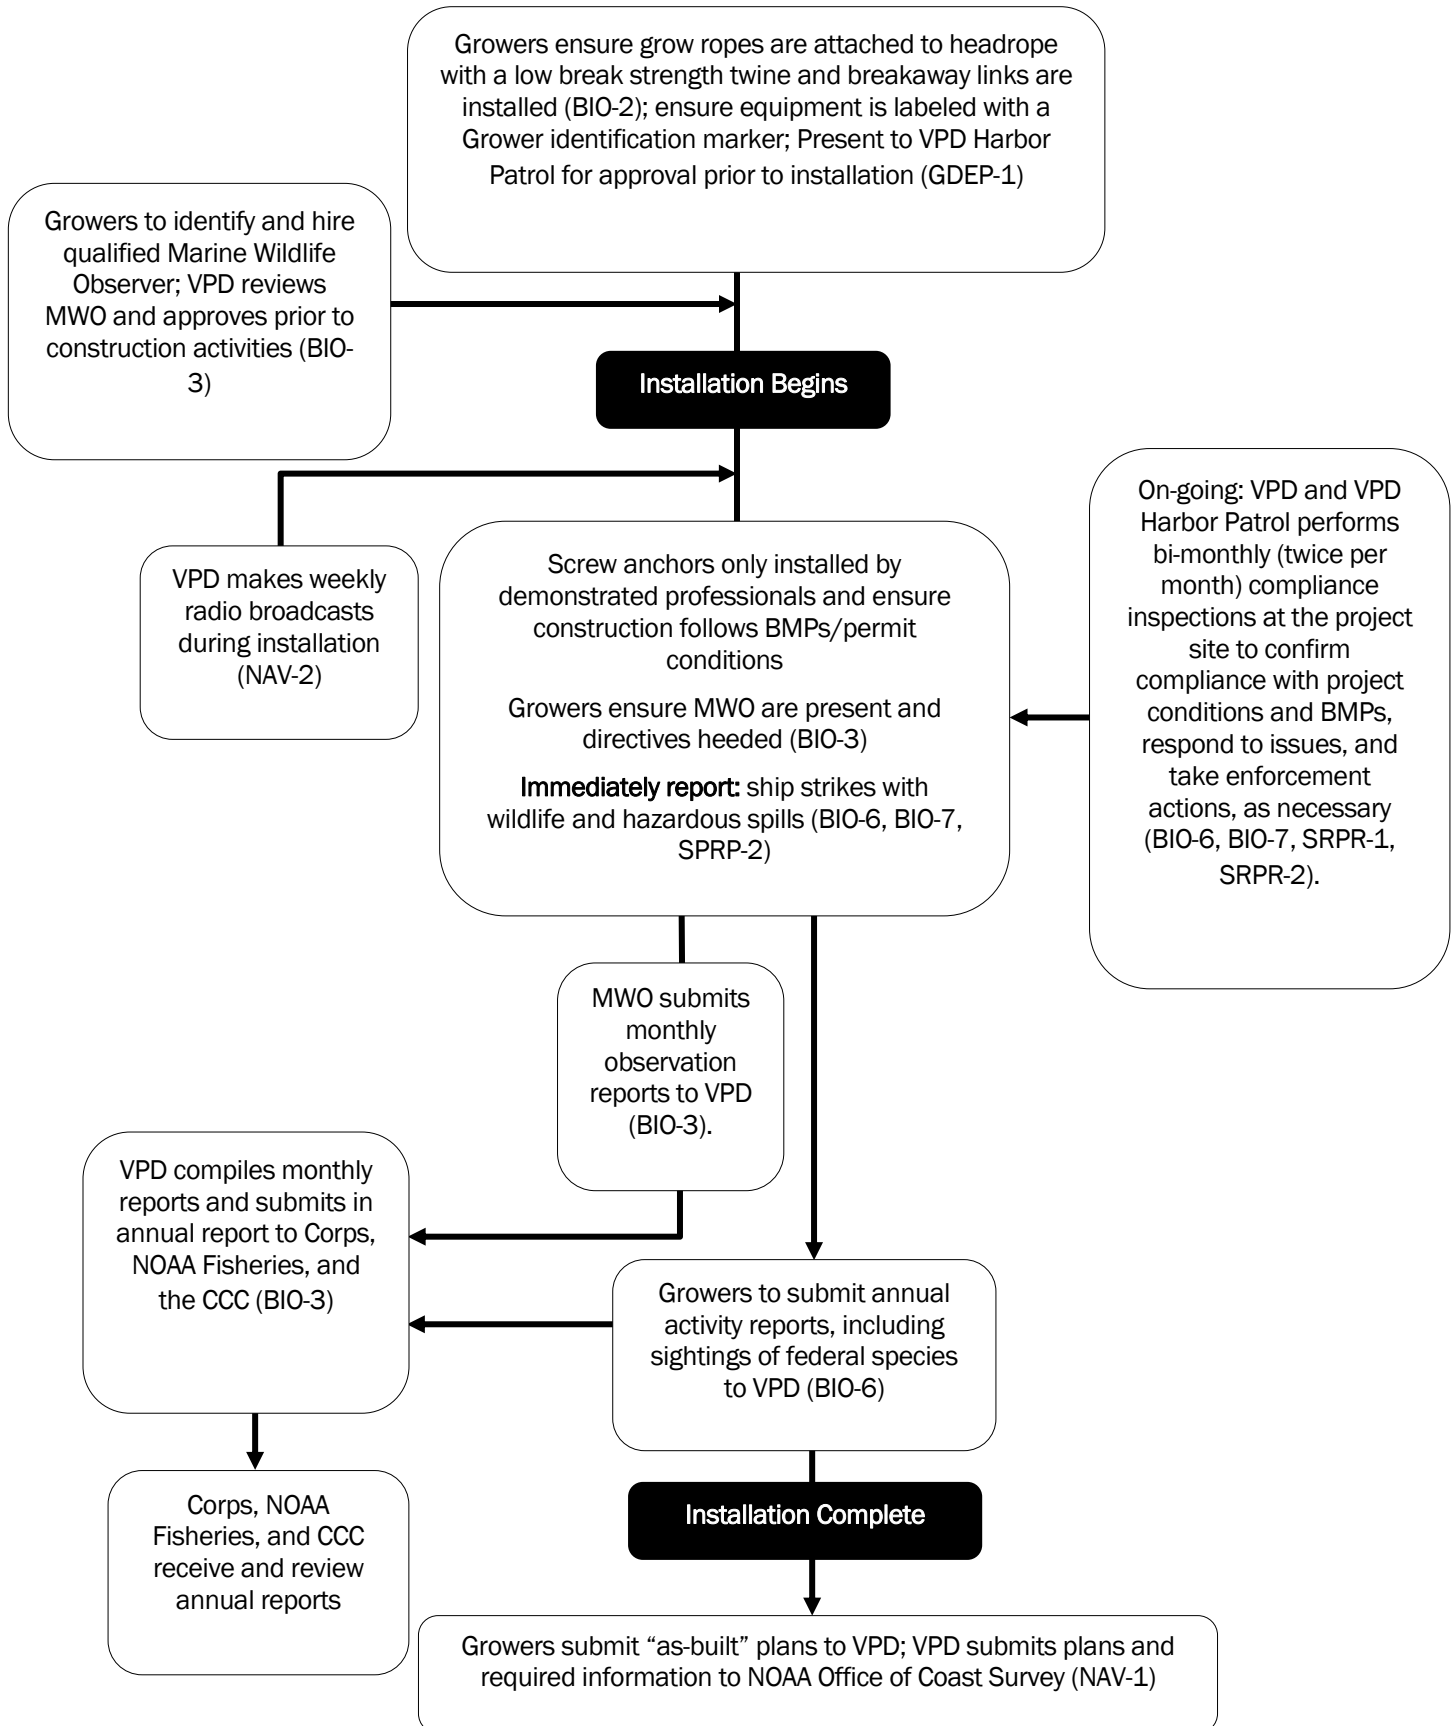 Growers ensure grow ropes are attached to headrope
with a low break strength twine and breakaway links are
installed (BIO-2); ensure equipment is labeled with a
Grower identification marker; Present to VPD Harbor
Patrol for approval prior to installation (GDEP-1)
Growers to identify and hire
qualified Marine Wildlife
Observer; VPD reviews
MWO and approves prior to
construction activities (BIO-
3)
Installation Begins
VPD makes weekly
radio broadcasts
during installation
(NAV-2)
Screw anchors only installed by
demonstrated professionals and ensure
construction follows BMPs/permit
conditions
Growers ensure MWO are present and
directives heeded (BIO-3)
Immediately report: ship strikes with
wildlife and hazardous spills (BIO-6, BIO-7,
SPRP-2)
On-going: VPD and VPD
Harbor Patrol performs
bi-monthly (twice per
month) compliance
inspections at the project
site to confirm
compliance with project
conditions and BMPs,
respond to issues, and
take enforcement
actions, as necessary
(BIO-6, BIO-7, SRPR-1,
SRPR-2).
MWO submits
monthly
observation
reports to VPD
(BIO-3).
VPD compiles monthly
reports and submits in
annual report to Corps,
NOAA Fisheries, and
the CCC (BIO-3)
Growers to submit annual
activity reports, including
sightings of federal species
to VPD (BIO-6)
Corps, NOAA
Fisheries, and CCC
receive and review
annual reports
Installation Complete
Growers submit “as-built” plans to VPD; VPD submits plans and
required information to NOAA Office of Coast Survey (NAV-1)